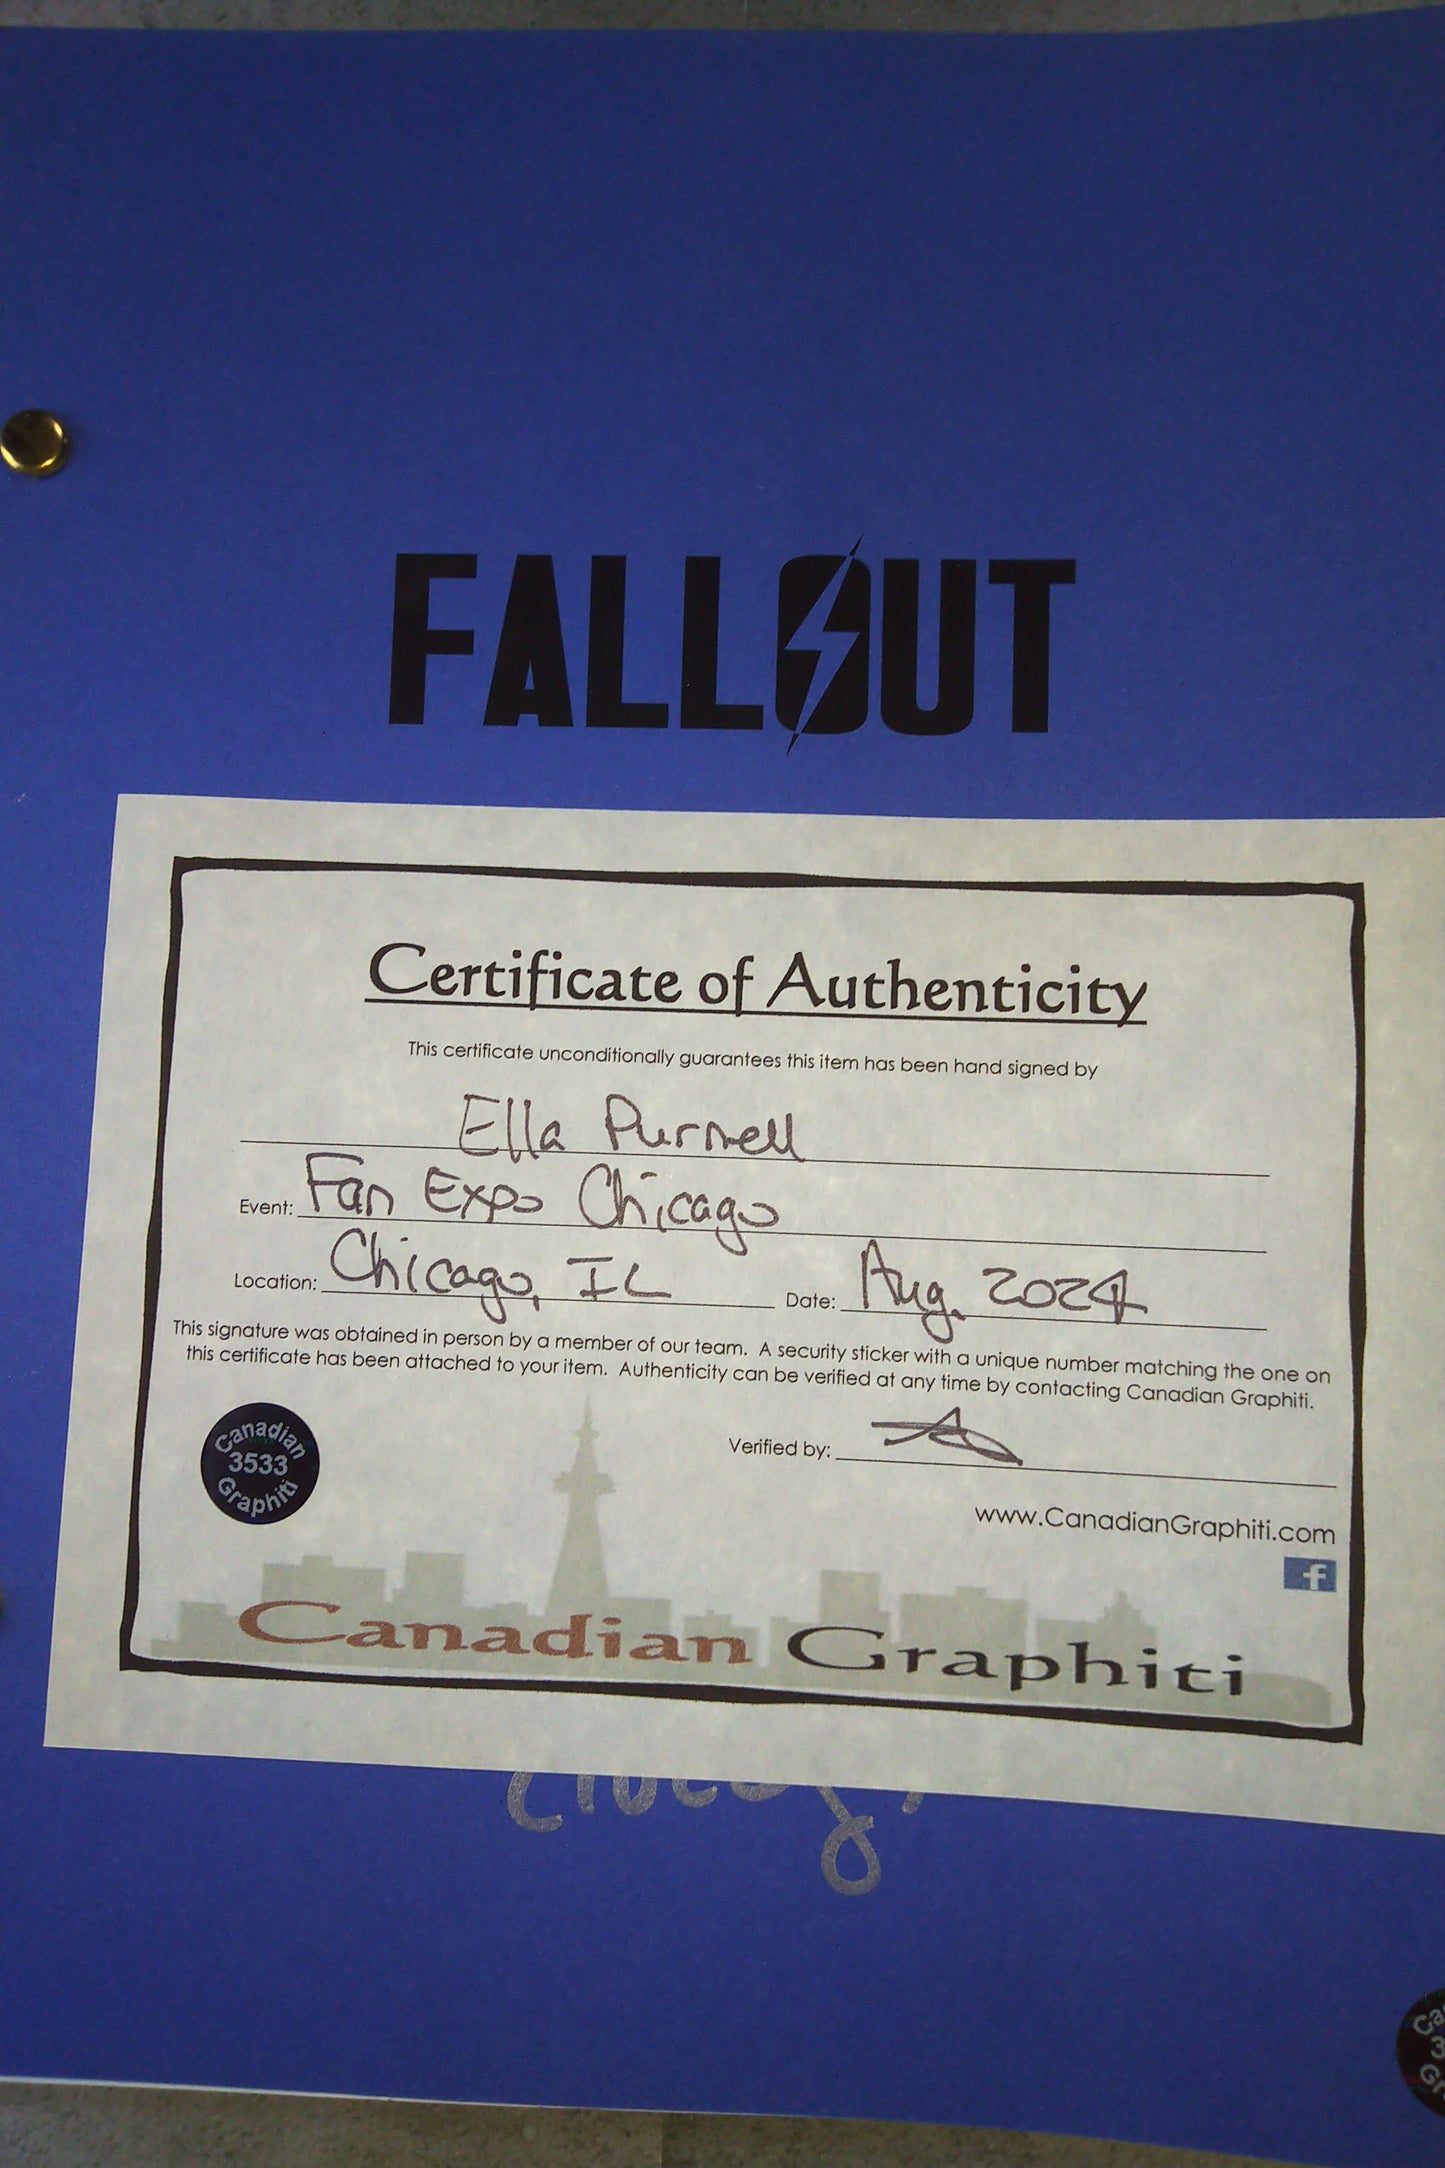 FALLOUT
Certificate of Authenticity
This certificate unconditionally guarantees this item has been hand signed by
Ella Purnell
Event: Fan Expo Chicago
Location: Chicago, IL Date: Aug. 2024
This signature was obtained in person by a member of our team. A security sticker with a unique number matching the one on
this certificate has been attached to your item. Authenticity can be verified at any time by contacting Canadian Graphiti.
Canadian
3533
Graphiti
Verified by:
www.CanadianGraphiti.com
f
Canadian Graphiti
Ca
3
Gr